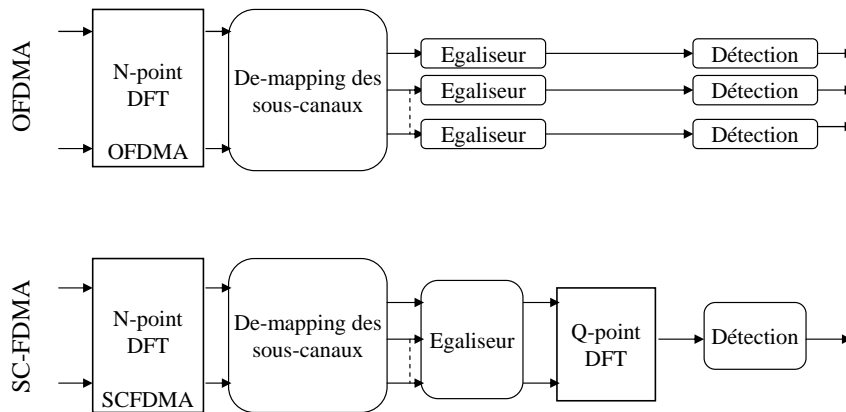 OFDMA
N-point
DFT
OFDMA
De-mapping des
sous-canaux
Egaliseur
Egaliseur
Egaliseur
Détection
Détection
Détection
SC-FDMA
N-point
DFT
SCFDMA
De-mapping des
sous-canaux
Egaliseur
Q-point
DFT
Détection